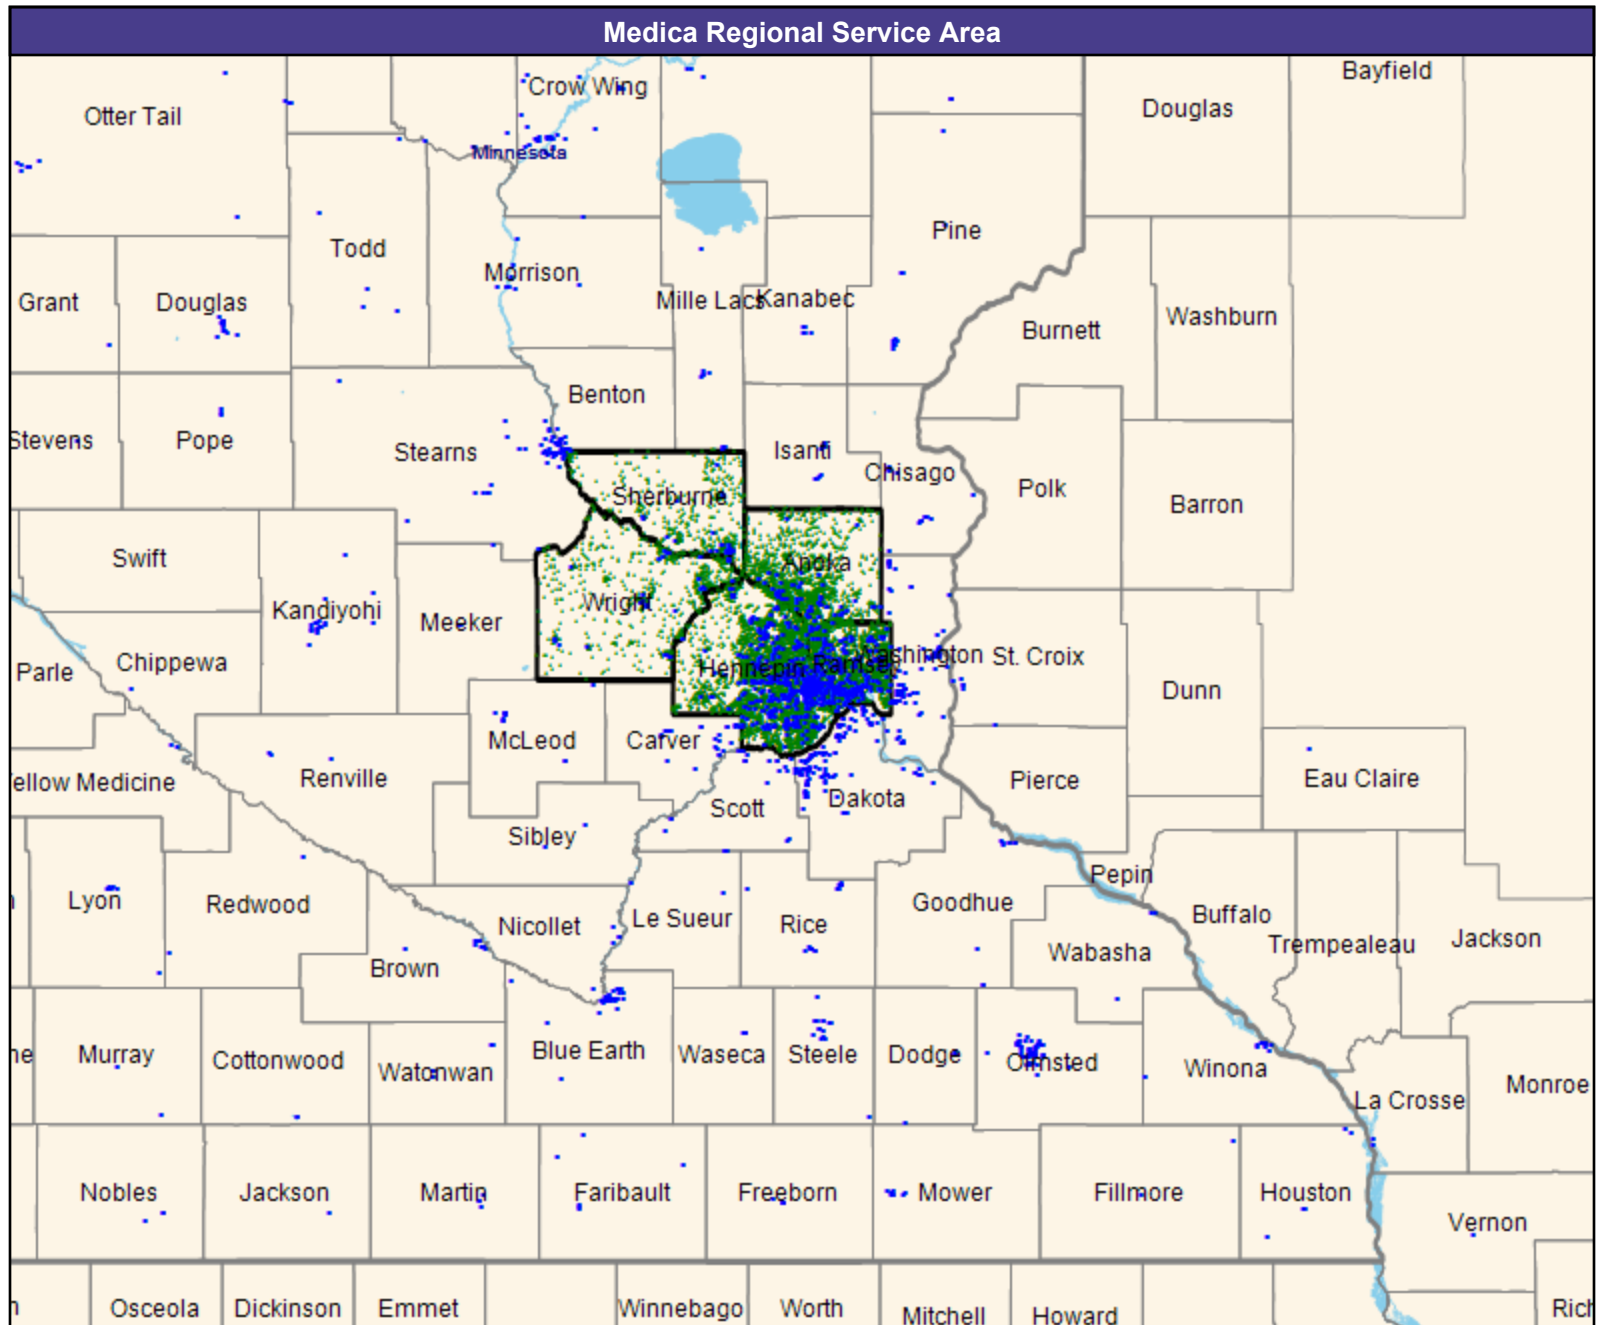 Medica Regional Service Area
Bayfield
Crow Wing
Douglas
Otter Tail
Minnesota
Pine
Todd
Morrison
Grant
Douglas
Mille Lacs
Kanabec
Washburn
Burnett
Benton
Stevens
Pope
Stearns
Isanti
Chisago
Polk
Sherburne
Barron
Swift
Anoka
Kandiyohi
Wright
Meeker
Parle
Chippewa
Hennepin
Ramsey
Washington
St. Croix
Dunn
McLeod
Carver
Renville
ellow Medicine
Pierce
Eau Claire
Scott
Dakota
Sibley
Pepin
Lyon
Redwood
Goodhue
Nicollet
Le Sueur
Rice
Buffalo
Trempealeau
Jackson
Wabasha
Brown
ne
Murray
Cottonwood
Watonwan
Blue Earth
Waseca
Steele
Dodge
Olmsted
Winona
La Crosse
Monroe
Nobles
Jackson
Martin
Faribault
Freeborn
Mower
Fillmore
Houston
Vernon
n
Osceola
Dickinson
Emmet
Winnebago
Worth
Mitchell
Howard
Rich